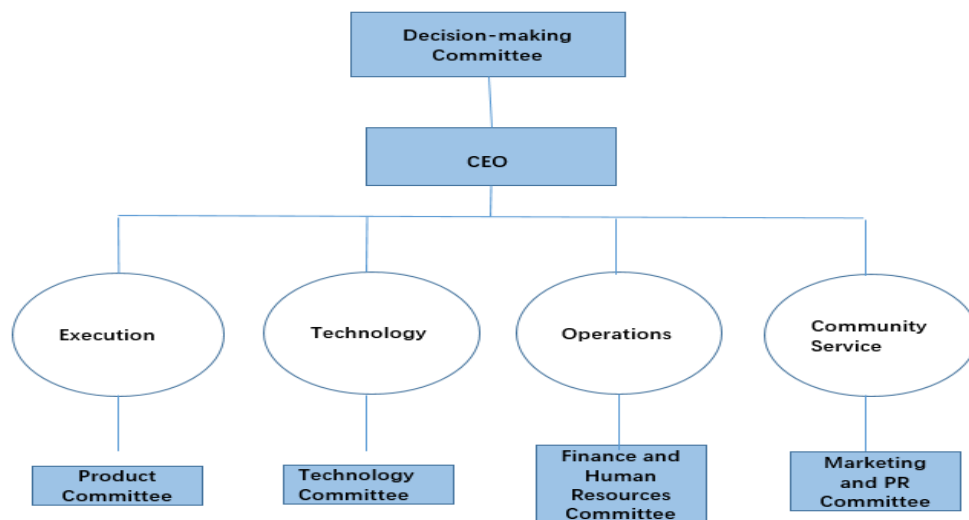 Decision-making
Committee
CEO
Execution
Technology
Operations
Community
Service
Product
Committee
Technology
Committee
Finance and
Human
Resources
Committee
Marketing
and PR
Committee